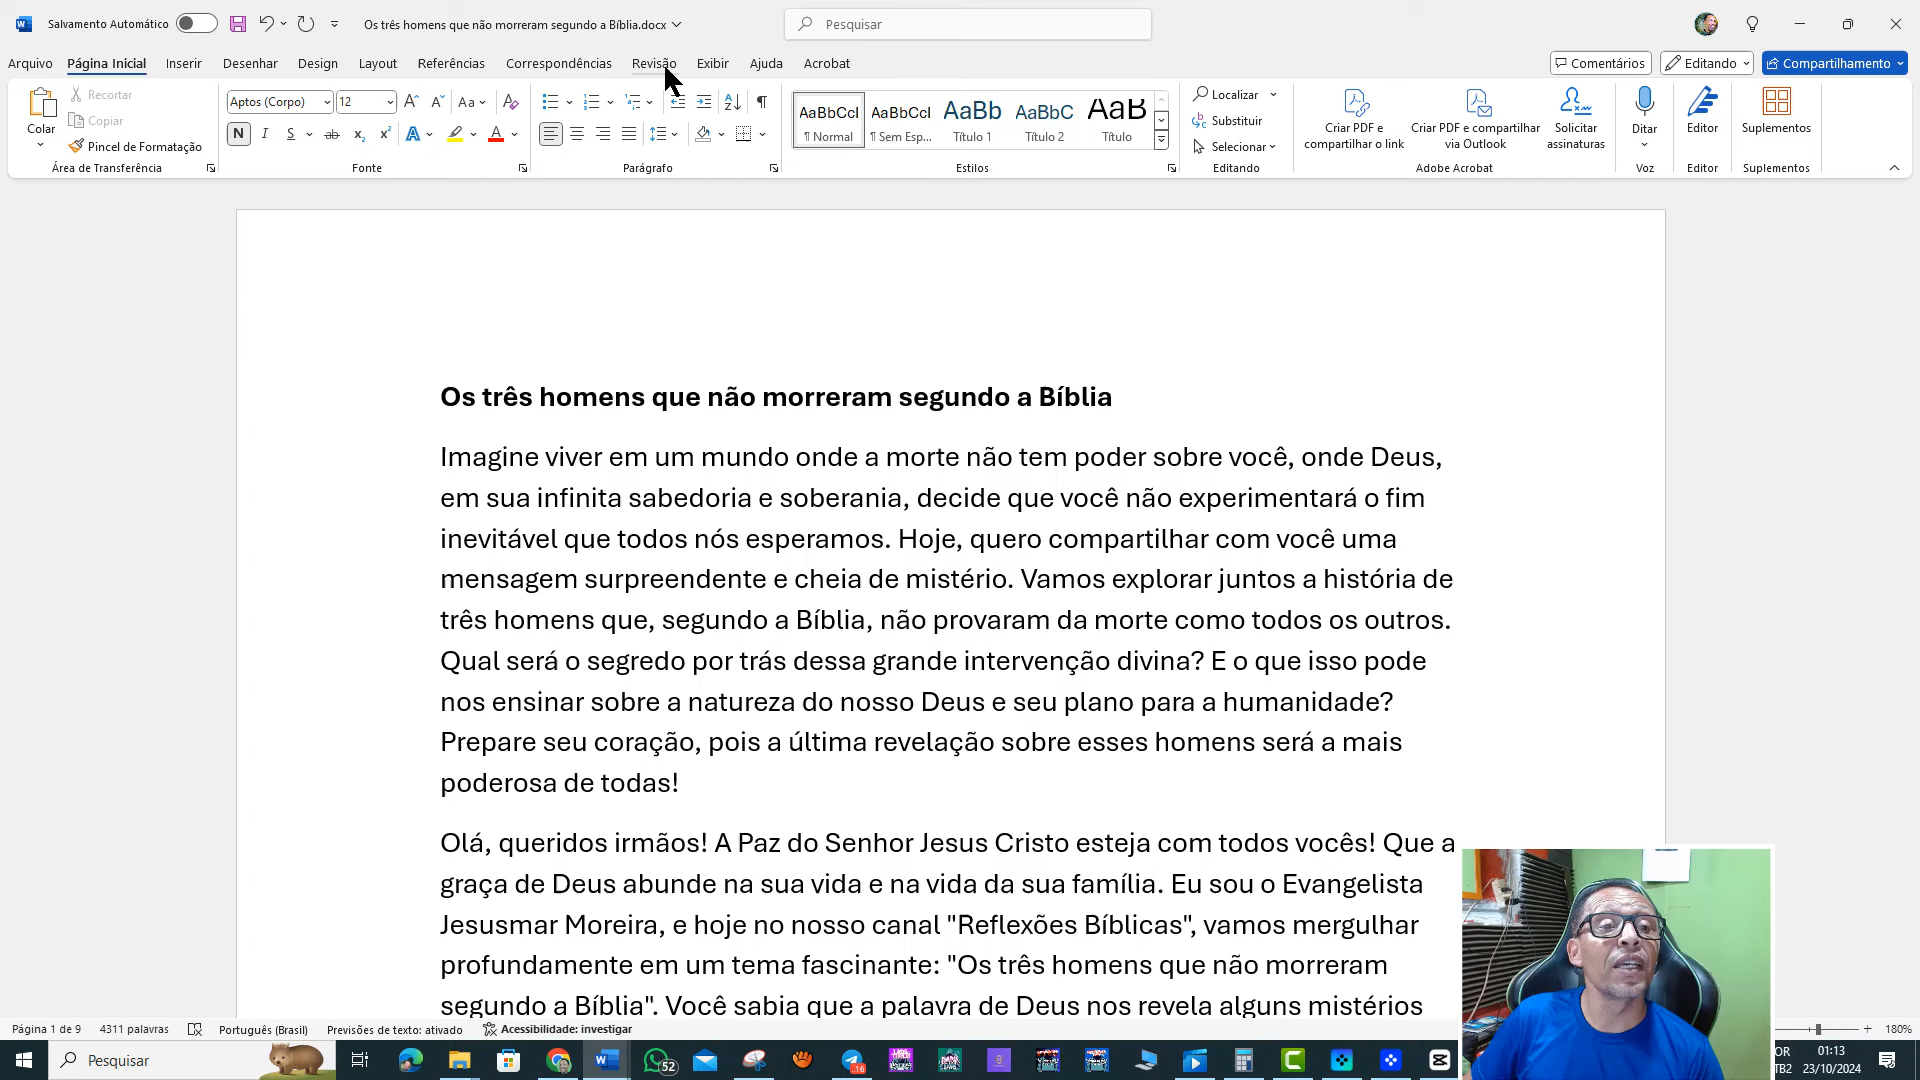 Salvamento Automático
Os três homens que não morreram segundo a Bíblia.docx
Pesquisar
Arquivo Página Inicial Inserir Desenhar Design Layout Referências Correspondências Revisão Exibir Ajuda Acrobat
Comentários Editando Compartilhamento
Colar
Recortar
Copiar
Pincel de Formatação
Área de Transferência
Aptos (Corpo) 12
Fonte
Parágrafo
AaBbCcI AaBbCcI AaBb AaBbC AaB
¶ Normal ¶ Sem Esp... Título 1 Título 2 Título
Estilos
Localizar
Substituir
Selecionar
Editando
Criar PDF e
compartilhar o link
Criar PDF e compartilhar
via Outlook
Solicitar
assinaturas
Adobe Acrobat
Ditar
Voz
Editor
Editor
Suplementos
Suplementos
Os três homens que não morreram segundo a Bíblia
Imagine viver em um mundo onde a morte não tem poder sobre você, onde Deus,
em sua infinita sabedoria e soberania, decide que você não experimentará o fim
inevitável que todos nós esperamos. Hoje, quero compartilhar com você uma
mensagem surpreendente e cheia de mistério. Vamos explorar juntos a história de
três homens que, segundo a Bíblia, não provaram da morte como todos os outros.
Qual será o segredo por trás dessa grande intervenção divina? E o que isso pode
nos ensinar sobre a natureza do nosso Deus e seu plano para a humanidade?
Prepare seu coração, pois a última revelação sobre esses homens será a mais
poderosa de todas!
Olá, queridos irmãos! A Paz do Senhor Jesus Cristo esteja com todos vocês! Que a
graça de Deus abunde na sua vida e na vida da sua família. Eu sou o Evangelista
Jesusmar Moreira, e hoje no nosso canal "Reflexões Bíblicas", vamos mergulhar
profundamente em um tema fascinante: "Os três homens que não morreram
segundo a Bíblia". Você sabia que a palavra de Deus nos revela alguns mistérios
Página 1 de 9 4311 palavras Português (Brasil) Previsões de texto: ativado Acessibilidade: investigar
180%
Pesquisar
52
16
01:13
23/10/2024